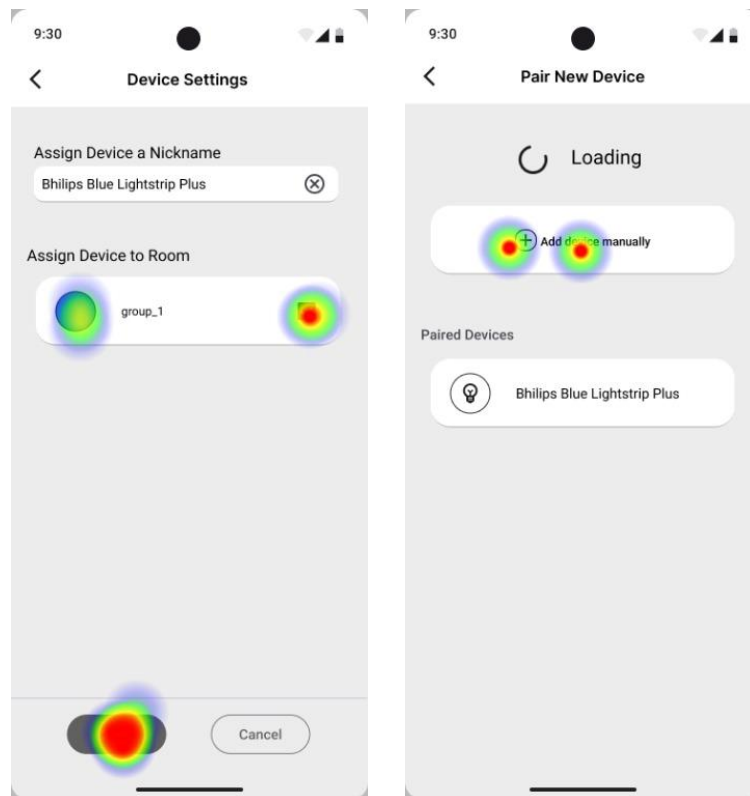 9:30
Device Settings
Assign Device a Nickname
Bhilips Blue Lightstrip Plus
Assign Device to Room
group_1
Cancel
9:30
Pair New Device
Loading
Add device manually
Paired Devices
Bhilips Blue Lightstrip Plus